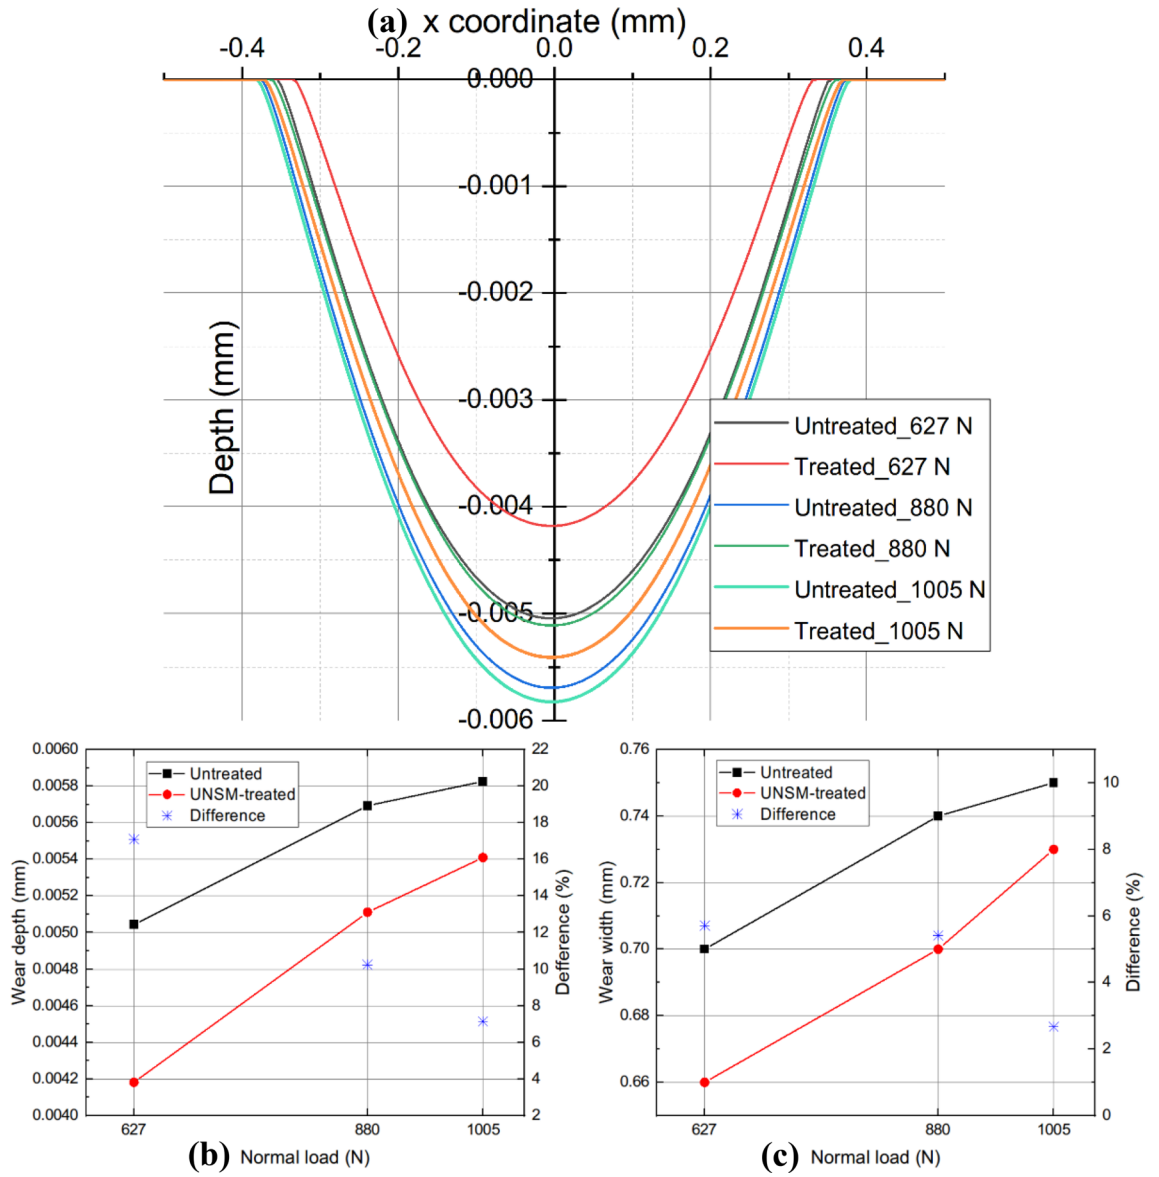 (a) x coordinate (mm)
-0.4 -0.2 0.0 0.2 0.4
0.000
-0.001
-0.002
-0.003
-0.004
-0.005
-0.006
Depth (mm)
Untreated_627 N
Treated_627 N
Untreated_880 N
Treated_880 N
Untreated_1005 N
Treated_1005 N
0.0060
0.0058
0.0056
0.0054
0.0052
0.0050
0.0048
0.0046
0.0044
0.0042
0.0040
Wear depth (mm)
Untreated
UNSM-treated
Difference
22
20
18
16
14
12
10
8
6
4
2
Defference (%)
627 880 1005
(b) Normal load (N)
0.76
0.74
0.72
0.70
0.68
0.66
Wear width (mm)
Untreated
UNSM-treated
Difference
10
8
6
4
2
0
Difference (%)
627 880 1005
(c) Normal load (N)